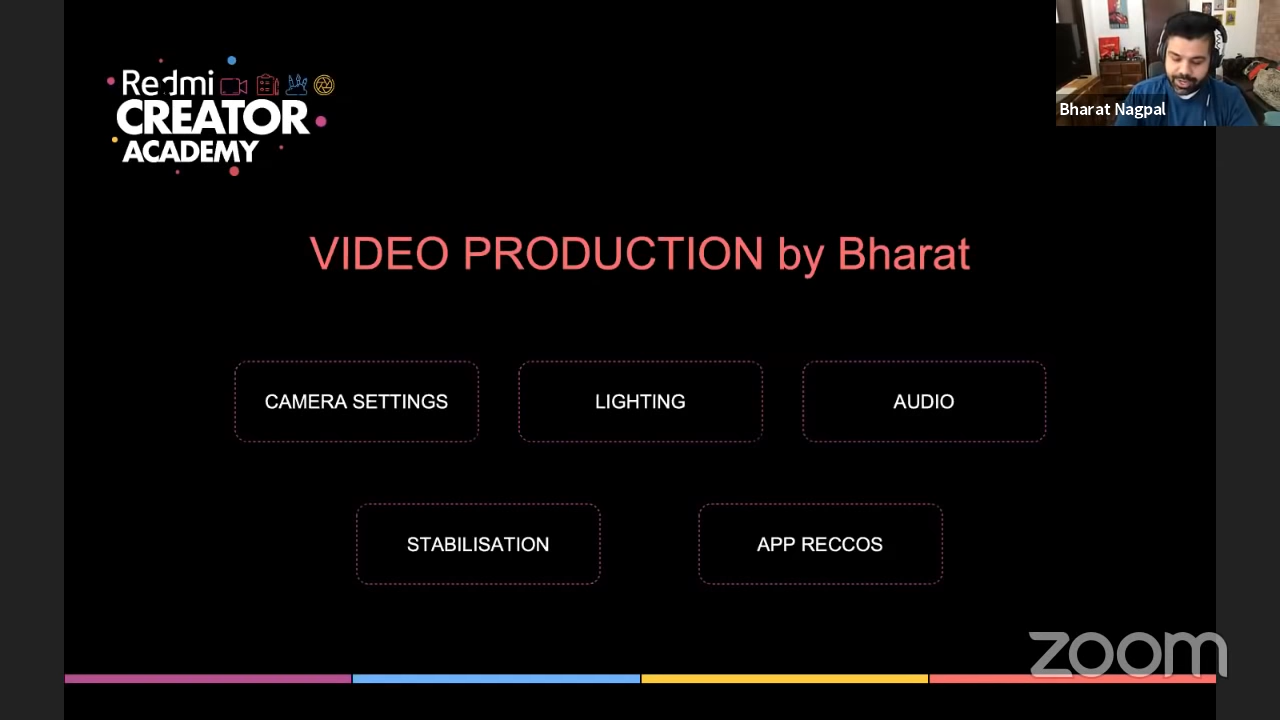 Redmi
CREATOR
ACADEMY
Bharat Nagpal
VIDEO PRODUCTION by Bharat
CAMERA SETTINGS
LIGHTING
AUDIO
STABILISATION
APP RECCOS
zoom